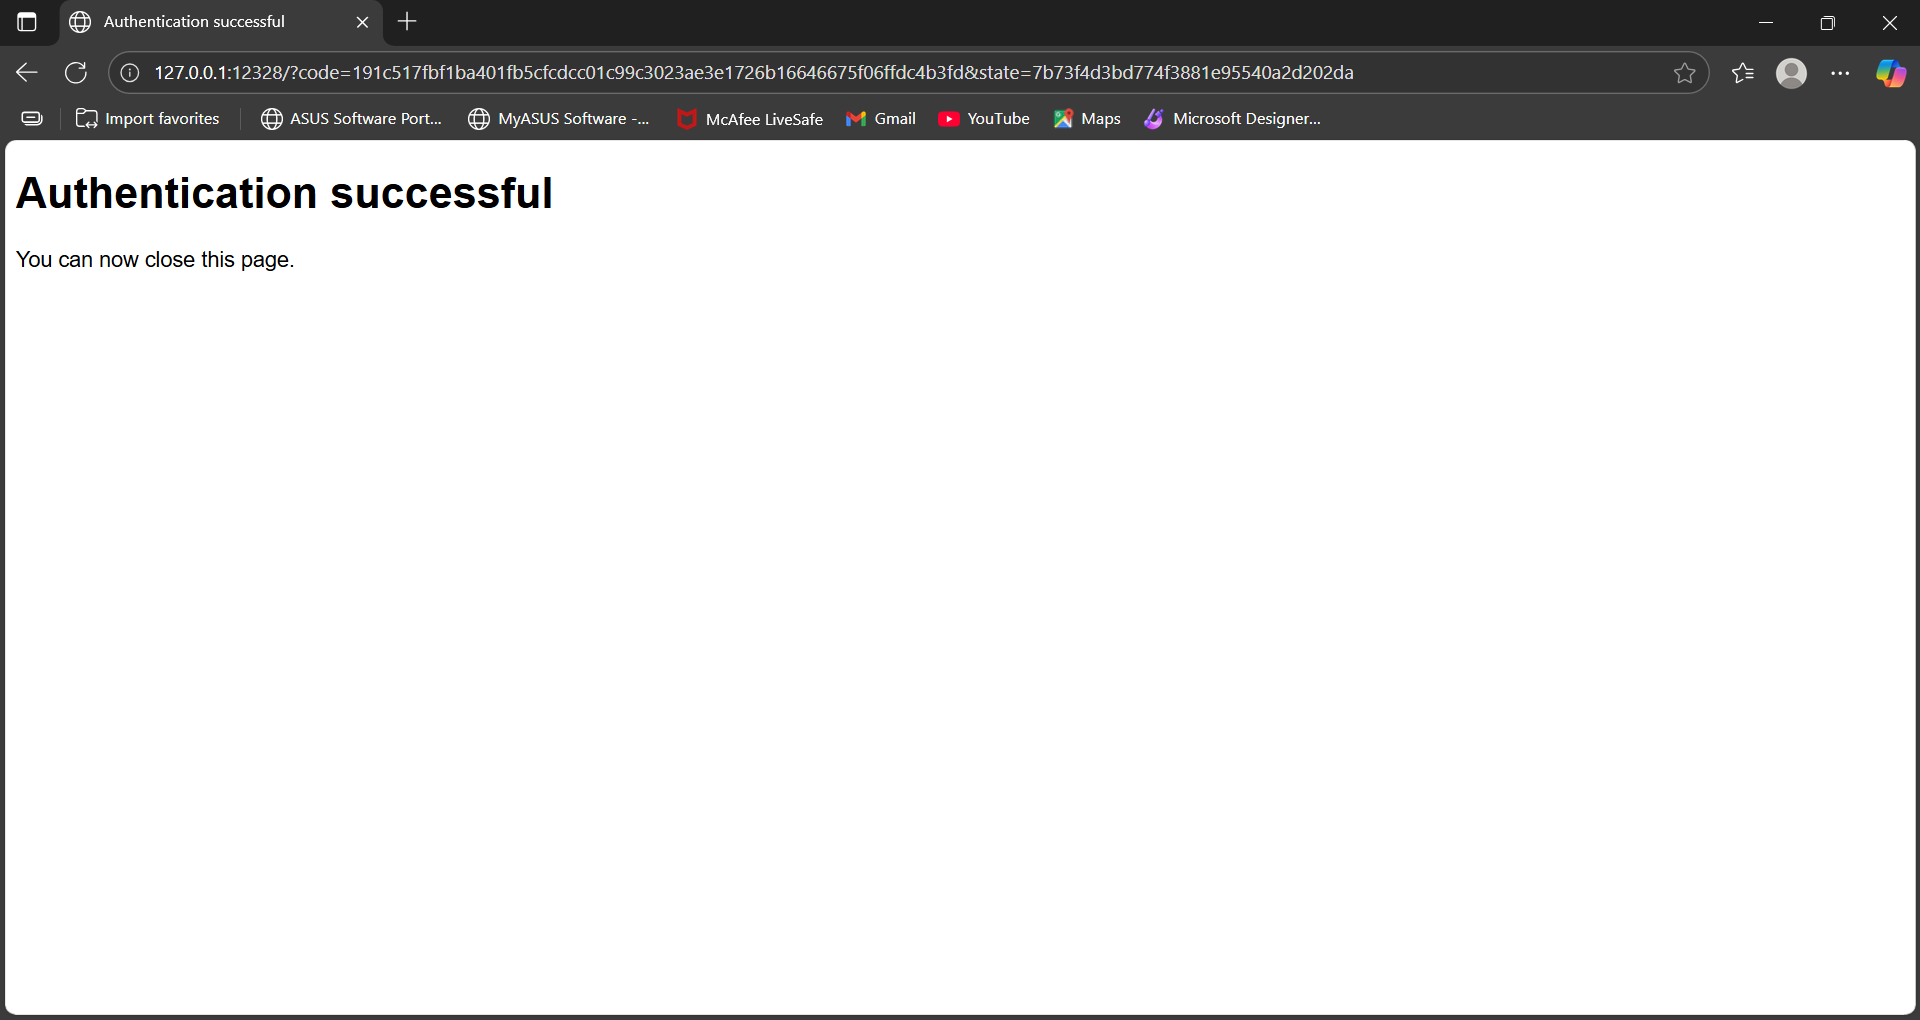 Authentication successful
127.0.0.1:12328/?code=191c517fbf1ba401fb5cfcdcc01c99c3023ae3e1726b16646675f06ffdc4b3fd&state=7b73f4d3bd774f3881e95540a2d202da
Import favorites
ASUS Software Port...
MyASUS Software -...
McAfee LiveSafe
Gmail
YouTube
Maps
Microsoft Designer...
Authentication successful
You can now close this page.